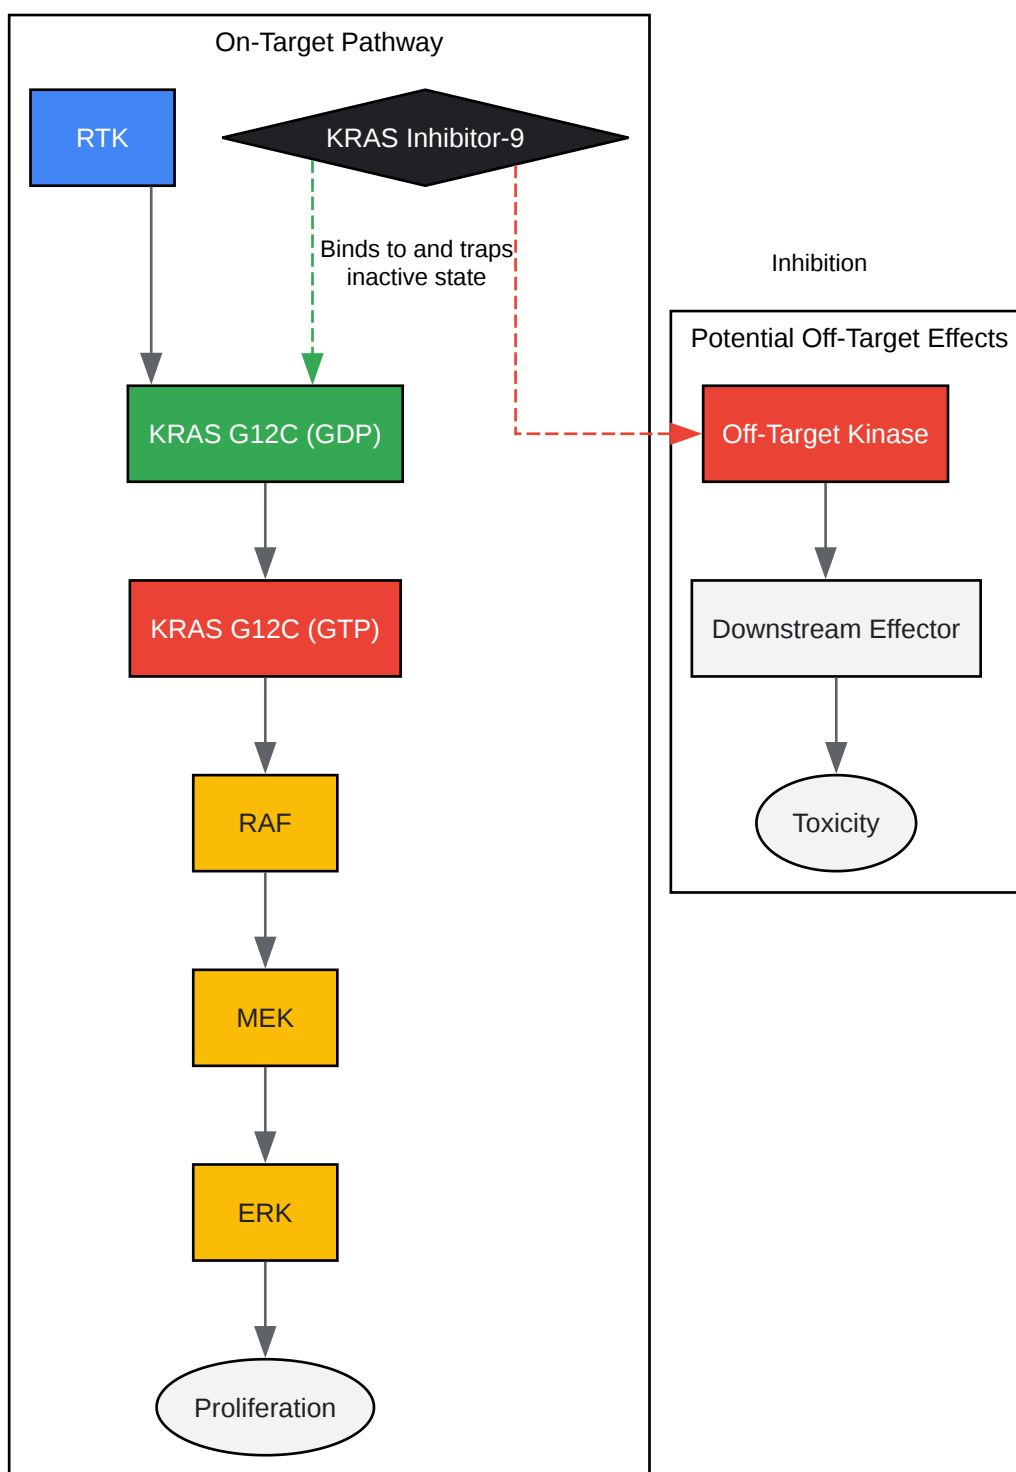 On-Target Pathway
RTK
KRAS Inhibitor-9
Binds to and traps
inactive state
Inhibition
Potential Off-Target Effects
KRAS G12C (GDP)
Off-Target Kinase
KRAS G12C (GTP)
Downstream Effector
RAF
Toxicity
MEK
ERK
Proliferation